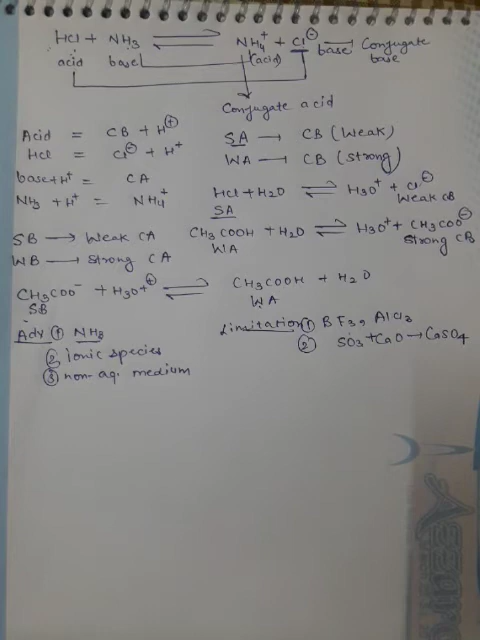 HCl + NH₃ ⇌ NH₄⁺ + Cl⊖ base → Conjugate base
acid base (acid)
Conjugate acid
Acid = CB + H⊕
HCl = Cl⊖ + H⁺
base + H⁺ = CA
NH₃ + H⁺ = NH₄⁺
SA → CB (Weak)
WA → CB (Strong)
HCl + H₂O ⇌ H₃O⁺ + Cl⊖
SA Weak CB
CH₃COOH + H₂O ⇌ H₃O⁺ + CH₃COO⊖
WA Strong CB
SB → Weak CA
WB → Strong CA
CH₃COO⁻ + H₃O⊕ ⇌ CH₃COOH + H₂O
SB WA
Adv ① NH₃
② Ionic species
③ non-aq. medium
Limitation ① BF₃, AlCl₃
② SO₃ + CaO → CaSO₄